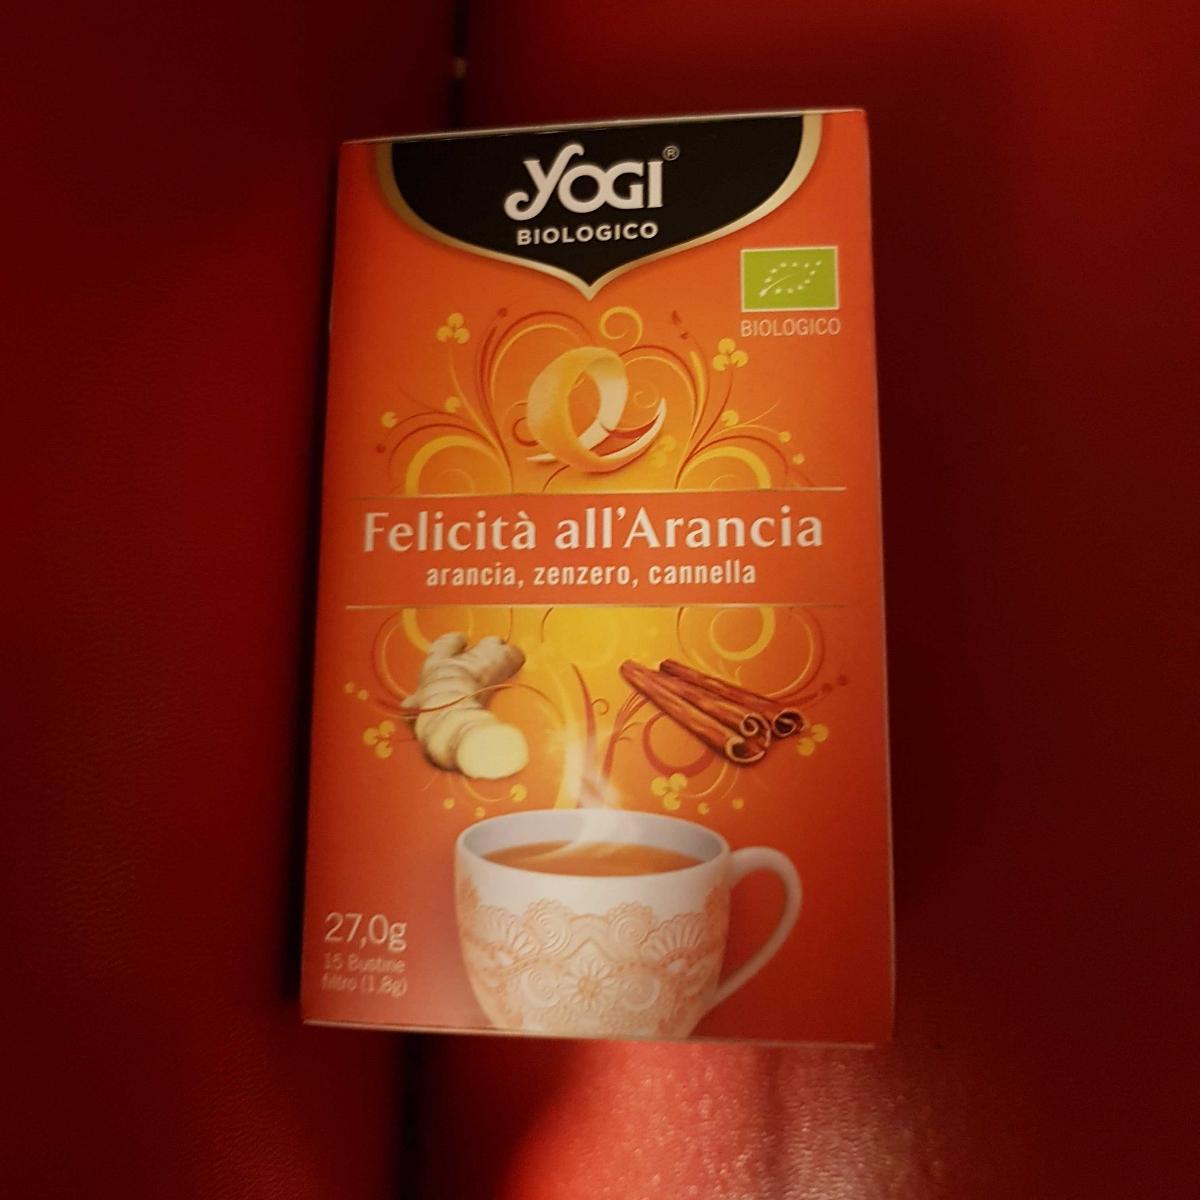 YOGI®
BIOLOGICO
BIOLOGICO
Felicità all'Arancia
arancia, zenzero, cannella
27,0g
15 Bustine
filtro (1,8g)